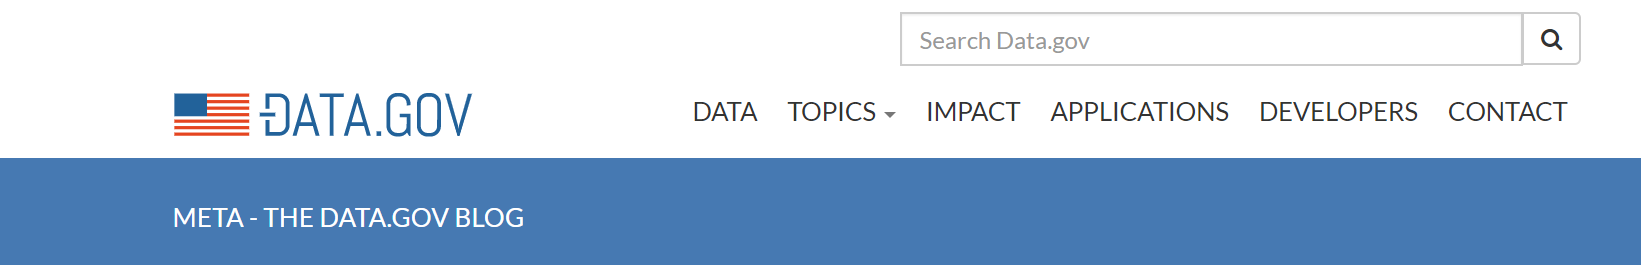 Search Data.gov
DATA.GOV
DATA TOPICS IMPACT APPLICATIONS DEVELOPERS CONTACT
META - THE DATA.GOV BLOG